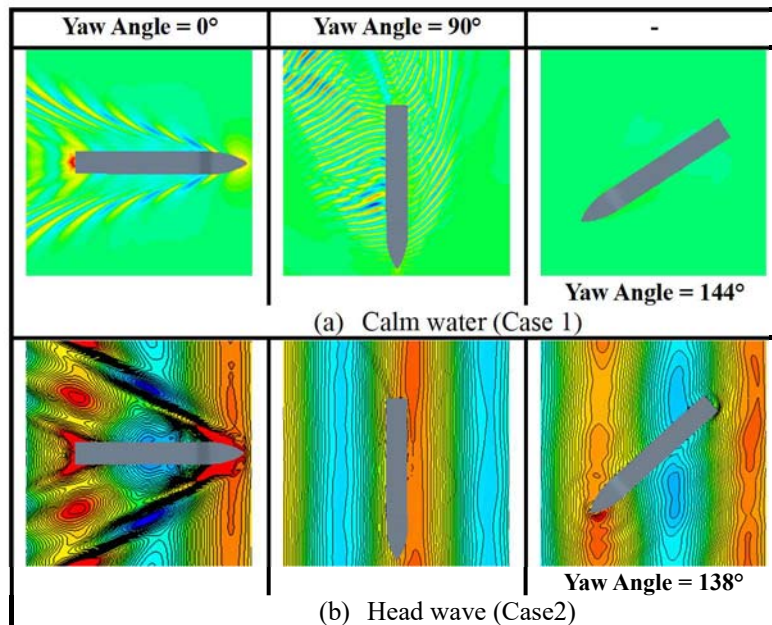 Yaw Angle = 0° Yaw Angle = 90° -
Yaw Angle = 144°
(a) Calm water (Case 1)
Yaw Angle = 138°
(b) Head wave (Case2)